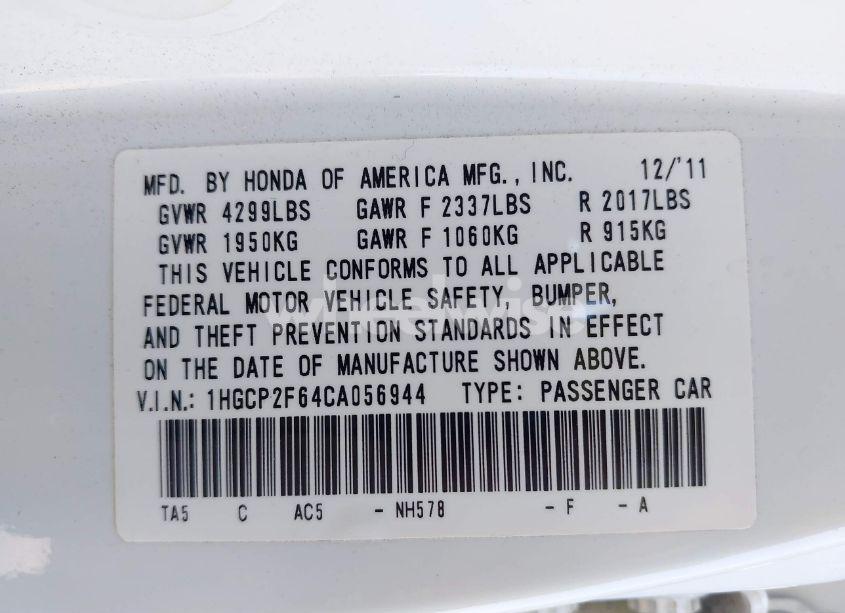 MFD. BY HONDA OF AMERICA MFG., INC. 12/'11
GVWR 4299LBS GAWR F 2337LBS R 2017LBS
GVWR 1950KG GAWR F 1060KG R 915KG
THIS VEHICLE CONFORMS TO ALL APPLICABLE
FEDERAL MOTOR VEHICLE SAFETY, BUMPER,
AND THEFT PREVENTION STANDARDS IN EFFECT
ON THE DATE OF MANUFACTURE SHOWN ABOVE.
V.I.N.: 1HGCP2F64CA056944 TYPE: PASSENGER CAR
TA5 C AC5 - NH578 - F - A
wheelwise